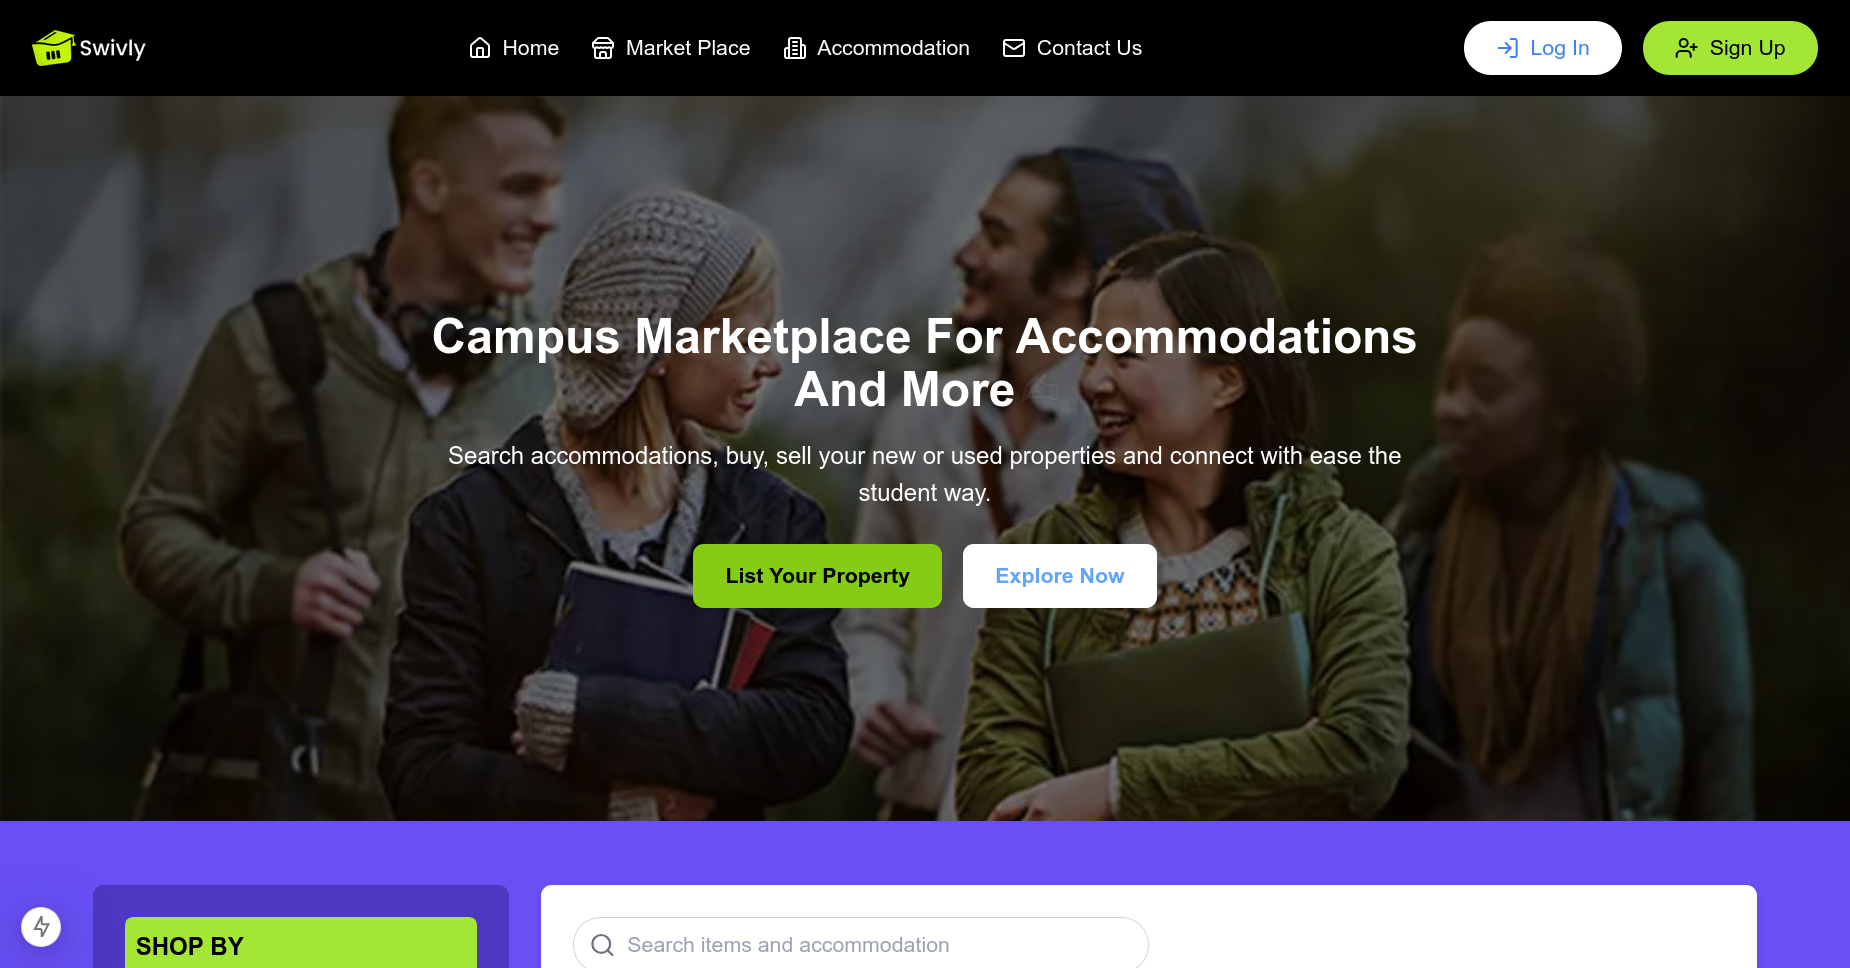 Swivly
Home
Market Place
Accommodation
Contact Us
Log In
Sign Up
Campus Marketplace For Accommodations
And More
Search accommodations, buy, sell your new or used properties and connect with ease the
student way.
List Your Property
Explore Now
SHOP BY
Search items and accommodation